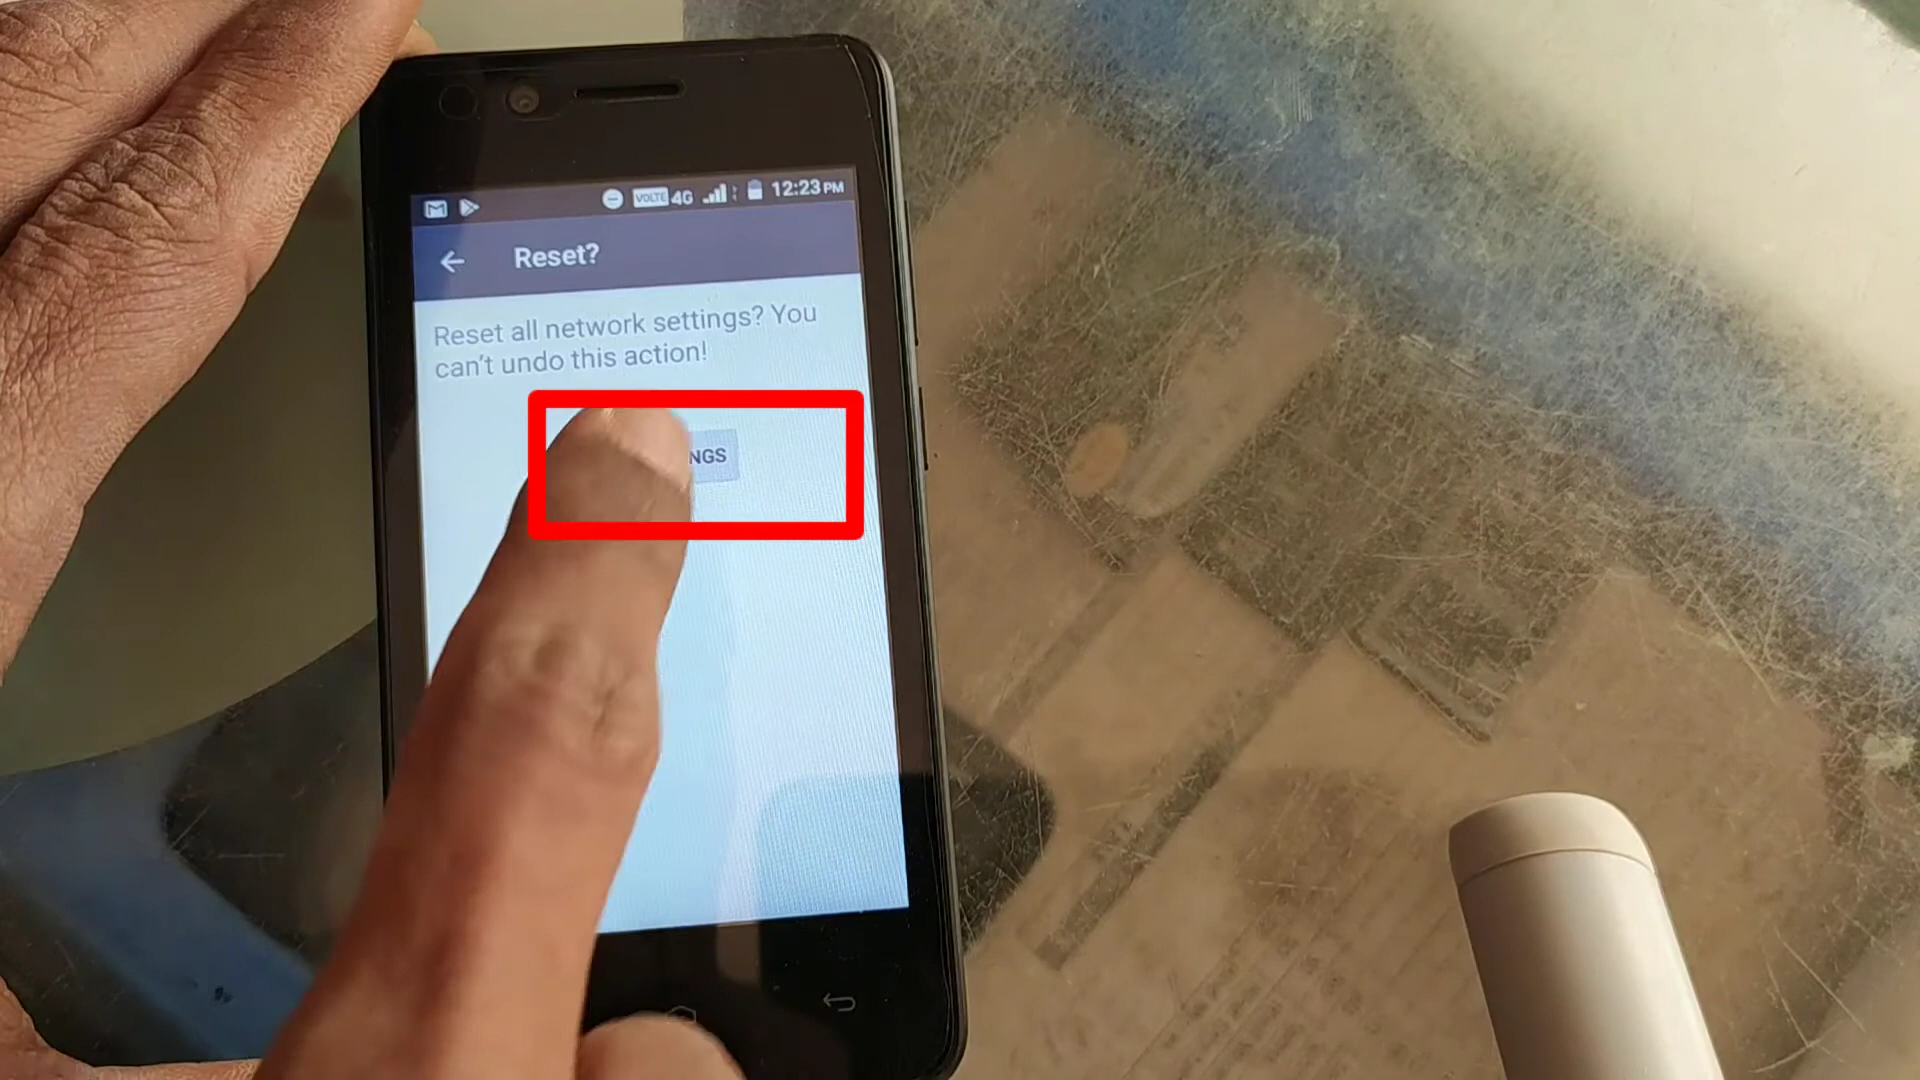 VOLTE 4G 12:23 PM
Reset?
Reset all network settings? You
can't undo this action!
NGS